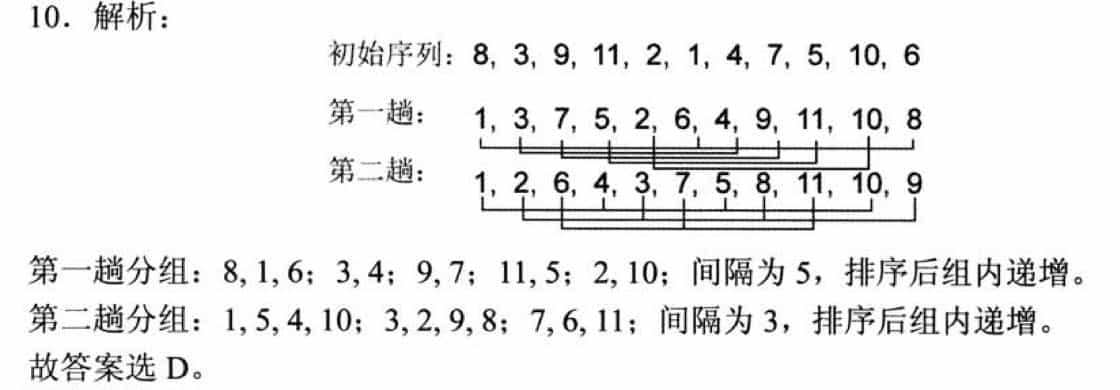 10. 解析：
初始序列：8, 3, 9, 11, 2, 1, 4, 7, 5, 10, 6
第一趟： 1, 3, 7, 5, 2, 6, 4, 9, 11, 10, 8
第二趟： 1, 2, 6, 4, 3, 7, 5, 8, 11, 10, 9
第一趟分组：8, 1, 6；3, 4；9, 7；11, 5；2, 10；间隔为 5，排序后组内递增。
第二趟分组：1, 5, 4, 10；3, 2, 9, 8；7, 6, 11；间隔为 3，排序后组内递增。
故答案选 D。